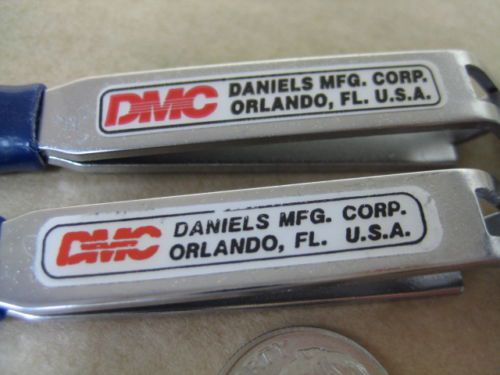 DMC
DANIELS MFG. CORP.
ORLANDO, FL. U.S.A.
DMC
DANIELS MFG. CORP.
ORLANDO, FL. U.S.A.